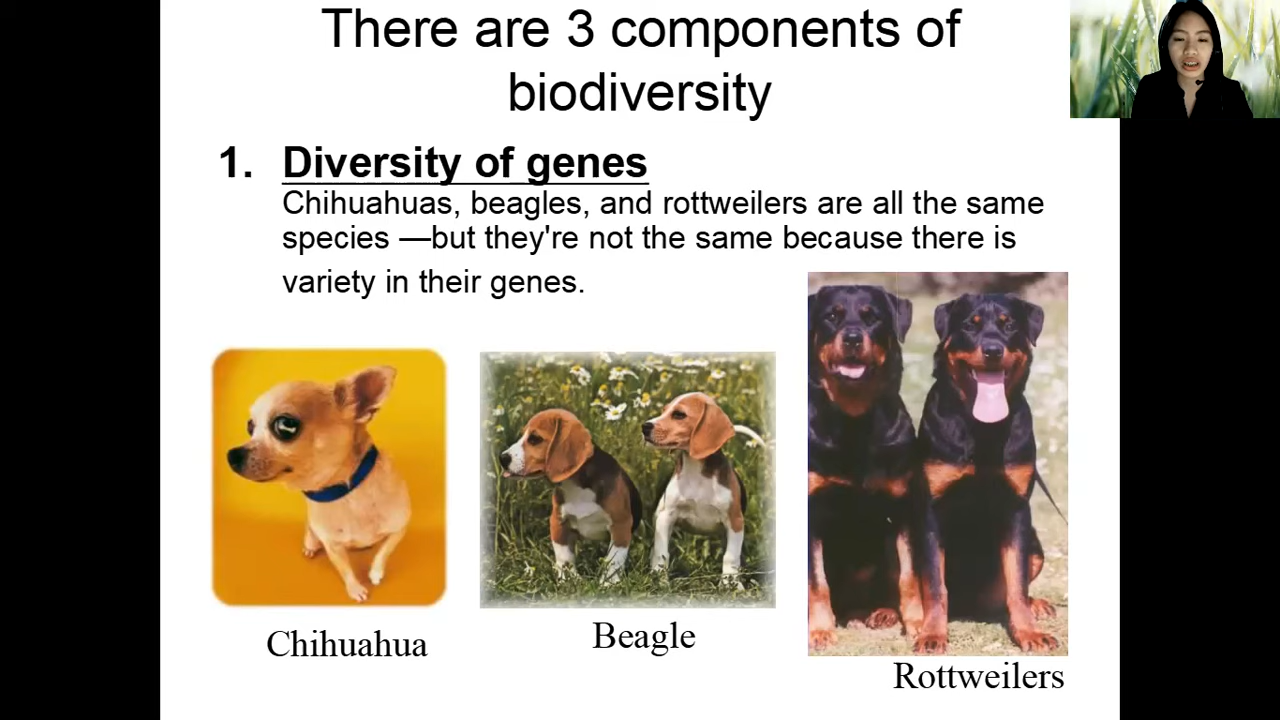 There are 3 components of
biodiversity
1. Diversity of genes
Chihuahuas, beagles, and rottweilers are all the same
species —but they're not the same because there is
variety in their genes.
Chihuahua
Beagle
Rottweilers